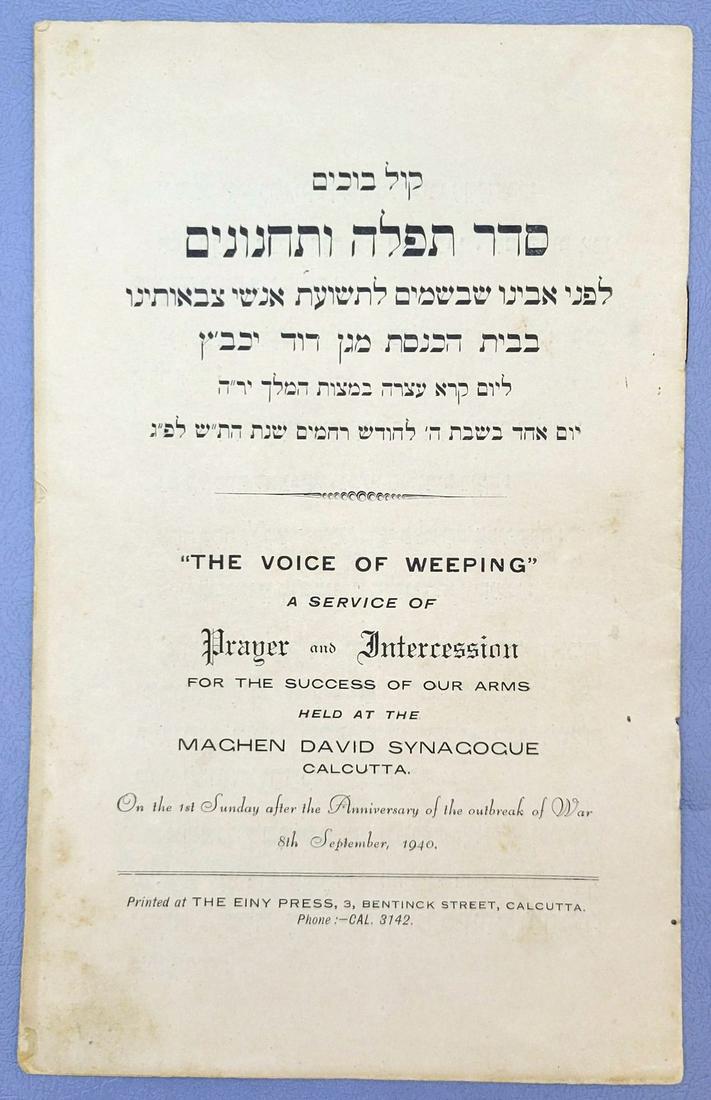 קול בוכים
סדר תפלה ותחנונים
לפני אבינו שבשמים לתשועת אנשי צבאותינו
בבית הכנסת מגן דוד יכב״ץ
ליום קרא עצרה במצות המלך יר״ה
יום אחד בשבת ה׳ לחודש רחמים שנת הת״ש לפ״ג
“THE VOICE OF WEEPING”
A SERVICE OF
Prayer and Intercession
FOR THE SUCCESS OF OUR ARMS
HELD AT THE
MAGHEN DAVID SYNAGOGUE
CALCUTTA.
On the 1st Sunday after the Anniversary of the outbreak of War
8th September, 1940.
Printed at THE EINY PRESS, 3, BENTINCK STREET, CALCUTTA.
Phone :—CAL. 3142.